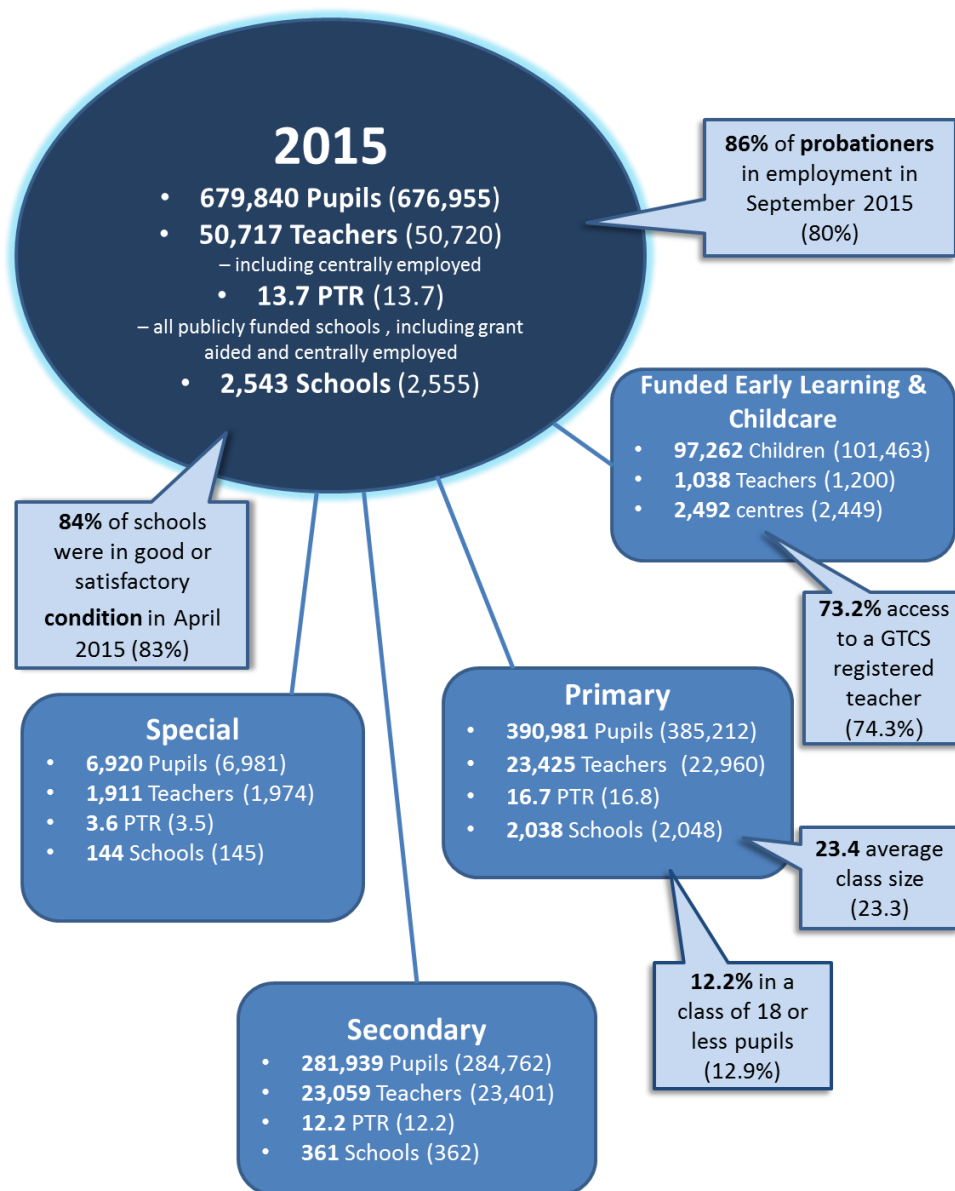 2015
• 679,840 Pupils (676,955)
• 50,717 Teachers (50,720)
– including centrally employed
• 13.7 PTR (13.7)
– all publicly funded schools , including grant
aided and centrally employed
• 2,543 Schools (2,555)
86% of probationers
in employment in
September 2015
(80%)
Funded Early Learning &
Childcare
• 97,262 Children (101,463)
• 1,038 Teachers (1,200)
• 2,492 centres (2,449)
84% of schools
were in good or
satisfactory
condition in April
2015 (83%)
73.2% access
to a GTCS
registered
teacher
(74.3%)
Special
• 6,920 Pupils (6,981)
• 1,911 Teachers (1,974)
• 3.6 PTR (3.5)
• 144 Schools (145)
Primary
• 390,981 Pupils (385,212)
• 23,425 Teachers (22,960)
• 16.7 PTR (16.8)
• 2,038 Schools (2,048)
23.4 average
class size
(23.3)
12.2% in a
class of 18 or
less pupils
(12.9%)
Secondary
• 281,939 Pupils (284,762)
• 23,059 Teachers (23,401)
• 12.2 PTR (12.2)
• 361 Schools (362)